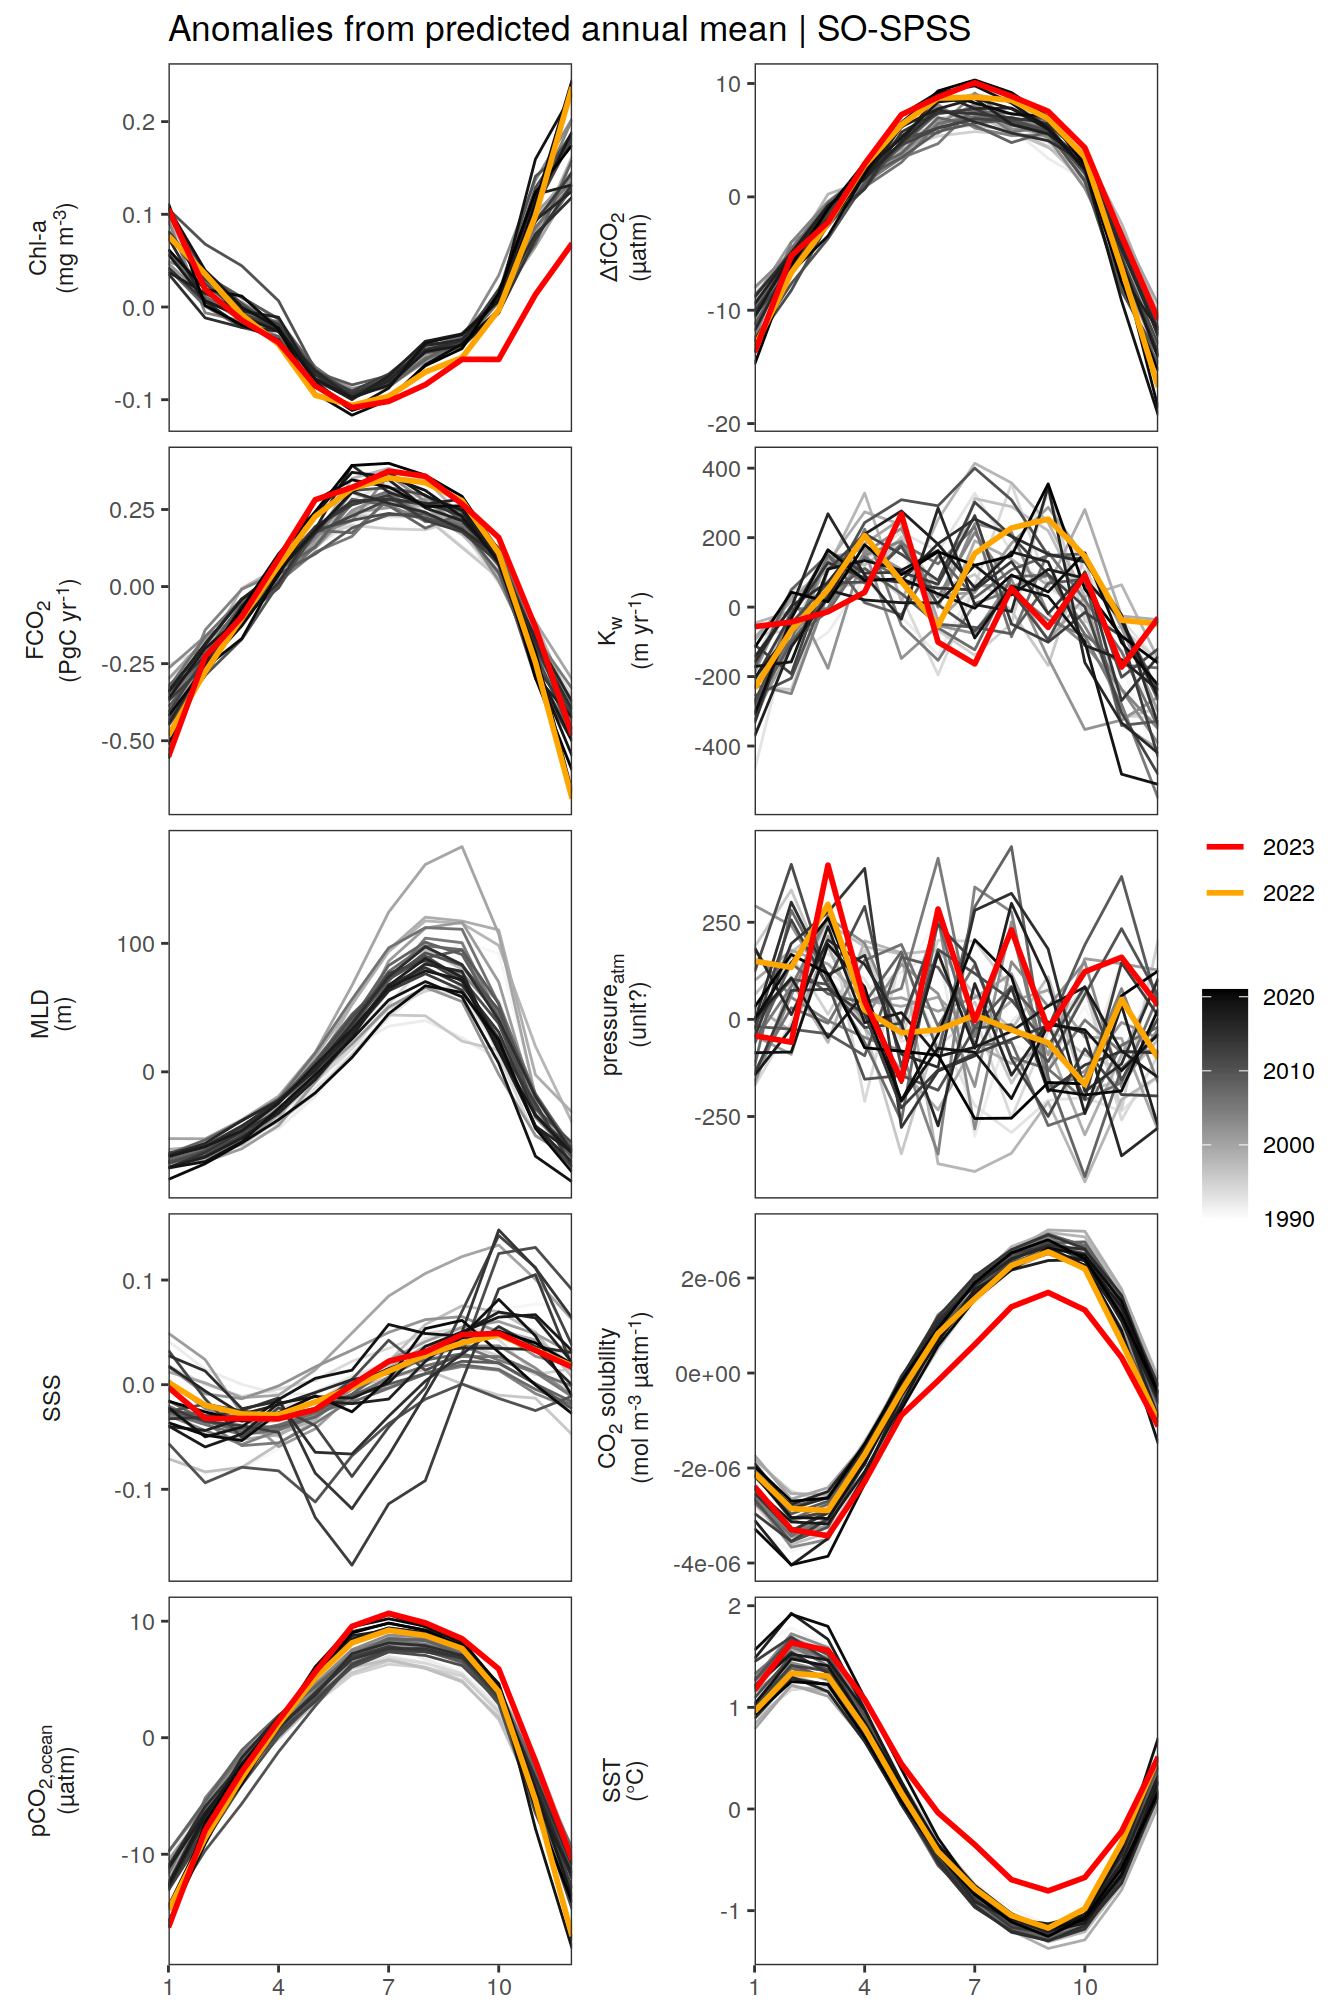 Anomalies from predicted annual mean | SO-SPSS
Chl-a
(mg m-3)
0.2
0.1
0.0
-0.1
ΔfCO2
(µatm)
10
0
-10
-20
FCO2
(PgC yr-1)
0.25
0.00
-0.25
-0.50
Kw
(m yr-1)
400
200
0
-200
-400
MLD
(m)
100
0
pressureatm
(unit?)
250
0
-250
SSS
0.1
0.0
-0.1
CO2 solubility
(mol m-3 µatm-1)
2e-06
0e+00
-2e-06
-4e-06
pCO2,ocean
(µatm)
10
0
-10
SST
(°C)
2
1
0
-1
1 4 7 10
1 4 7 10
2023
2022
2020
2010
2000
1990